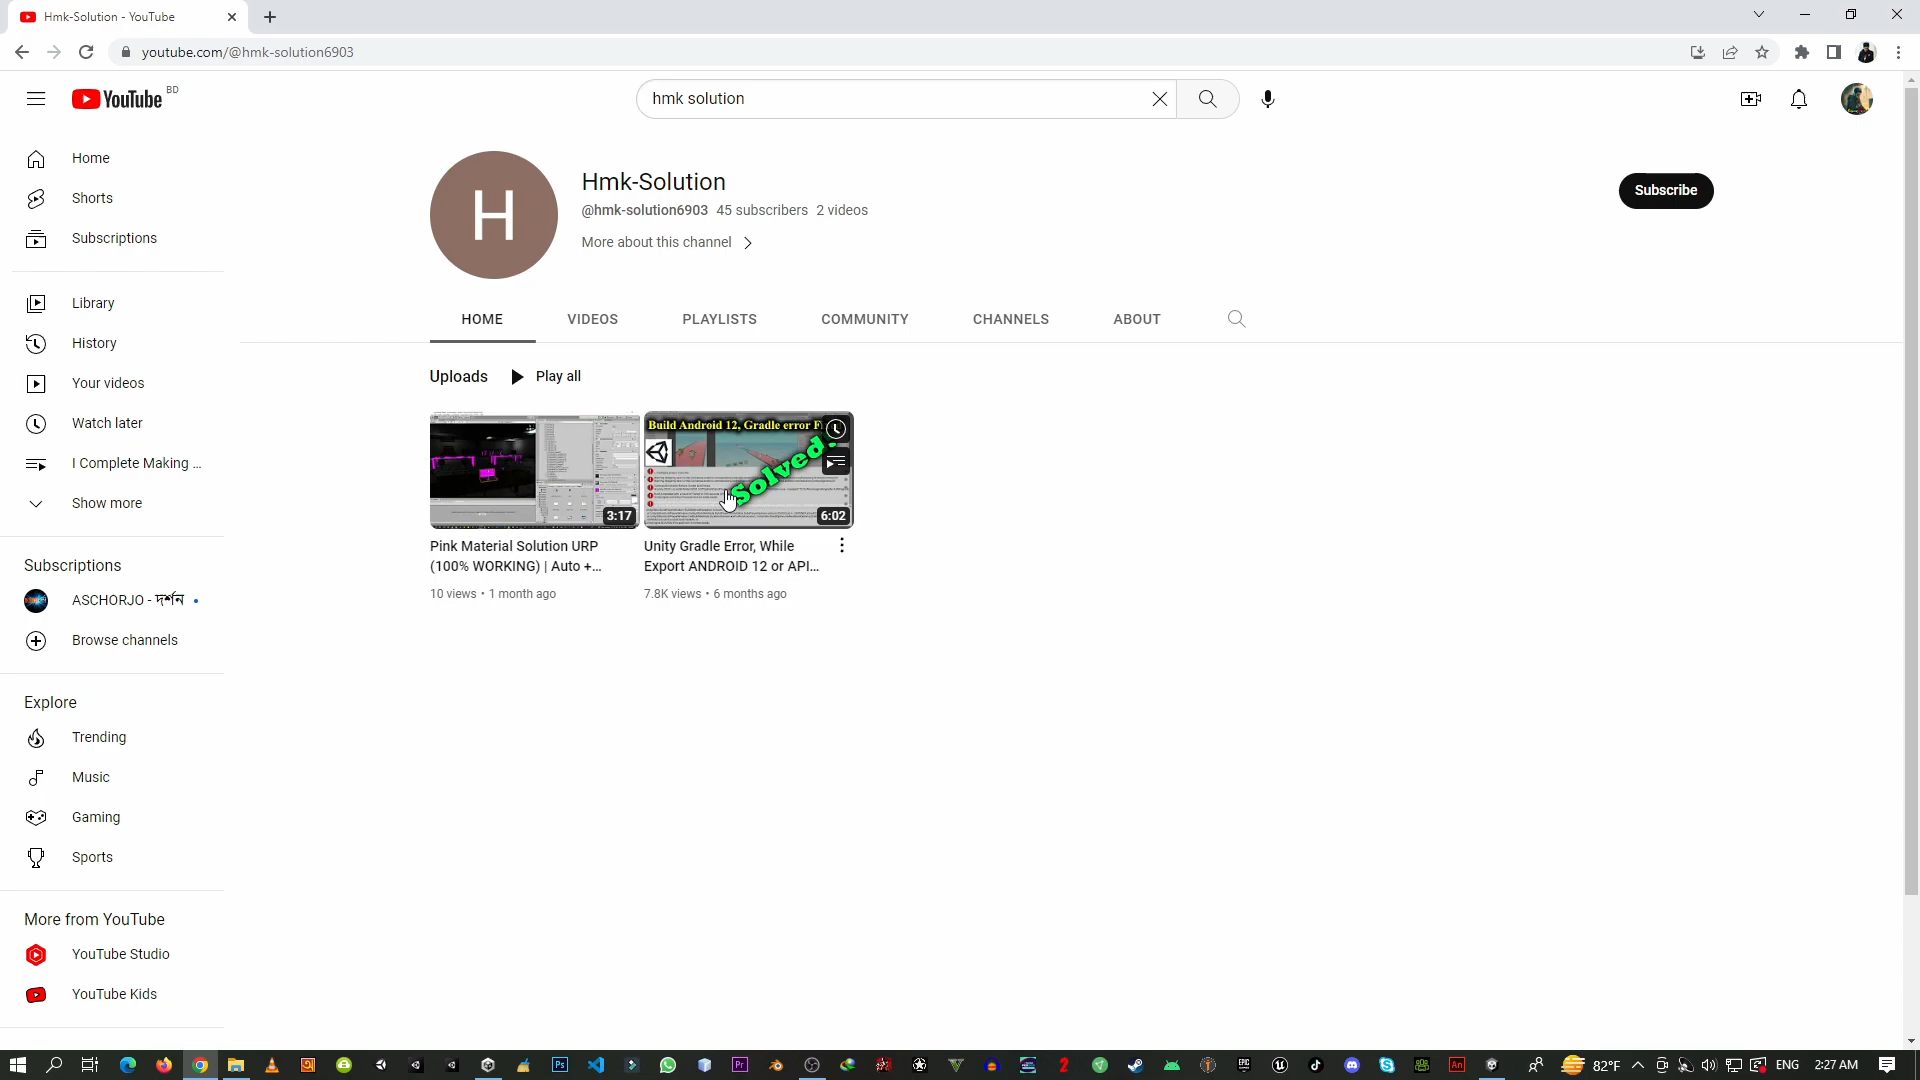 Hmk-Solution - YouTube
youtube.com/@hmk-solution6903
YouTube BD
hmk solution
Home
Shorts
Subscriptions
Library
History
Your videos
Watch later
I Complete Making ...
Show more
Subscriptions
ASCHORJO - দর্শন
Browse channels
Explore
Trending
Music
Gaming
Sports
More from YouTube
YouTube Studio
YouTube Kids
H
Hmk-Solution
@hmk-solution6903 45 subscribers 2 videos
More about this channel
Subscribe
HOME VIDEOS PLAYLISTS COMMUNITY CHANNELS ABOUT
Uploads Play all
3:17
Pink Material Solution URP
(100% WORKING) | Auto +...
10 views • 1 month ago
Build Android 12, Gradle error F
Solved
6:02
Unity Gradle Error, While
Export ANDROID 12 or API...
7.8K views • 6 months ago
82°F ENG 2:27 AM